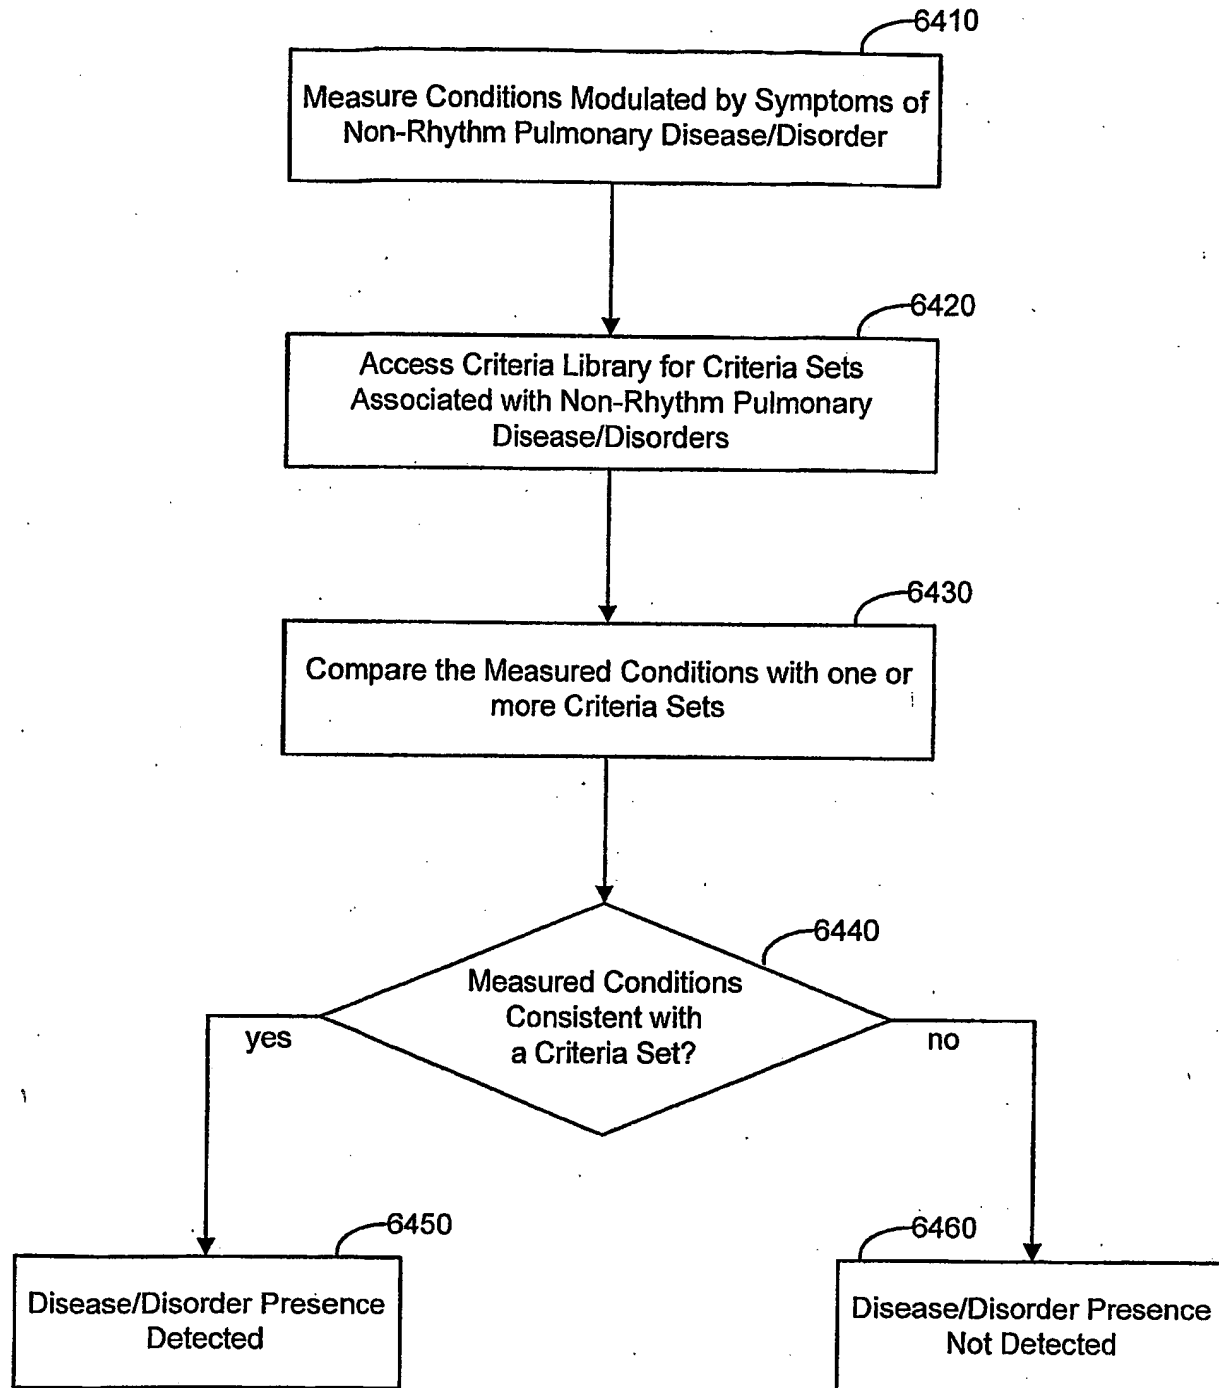 6410
Measure Conditions Modulated by Symptoms of
Non-Rhythm Pulmonary Disease/Disorder
6420
Access Criteria Library for Criteria Sets
Associated with Non-Rhythm Pulmonary
Disease/Disorders
6430
Compare the Measured Conditions with one or
more Criteria Sets
6440
Measured Conditions
Consistent with
a Criteria Set?
yes
no
6450
Disease/Disorder Presence
Detected
6460
Disease/Disorder Presence
Not Detected